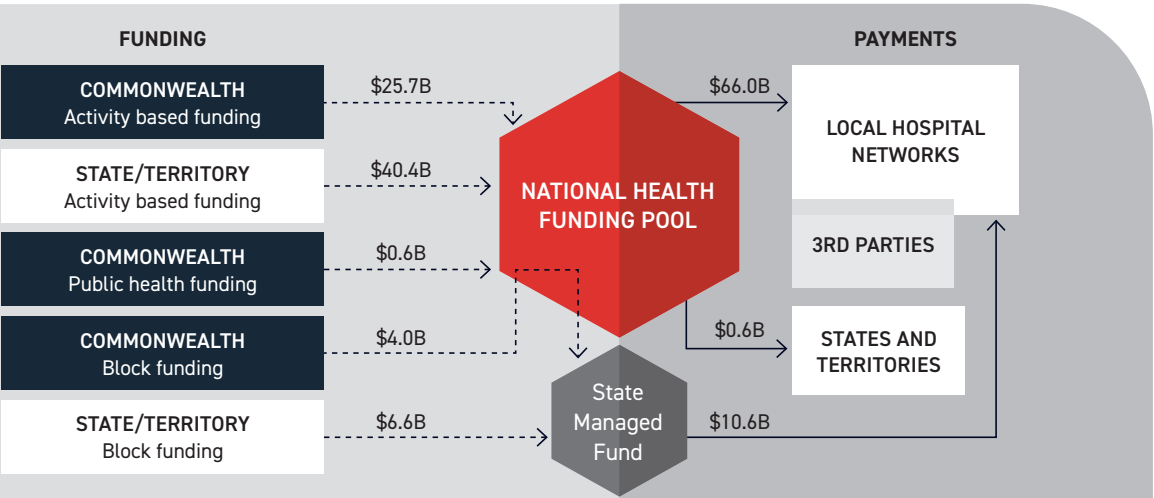 FUNDING
PAYMENTS
COMMONWEALTH
Activity based funding
$25.7B
$66.0B
LOCAL HOSPITAL
NETWORKS
STATE/TERRITORY
Activity based funding
$40.4B
NATIONAL HEALTH
FUNDING POOL
3RD PARTIES
COMMONWEALTH
Public health funding
$0.6B
COMMONWEALTH
Block funding
$4.0B
$0.6B
STATES AND
TERRITORIES
STATE/TERRITORY
Block funding
$6.6B
State
Managed
Fund
$10.6B